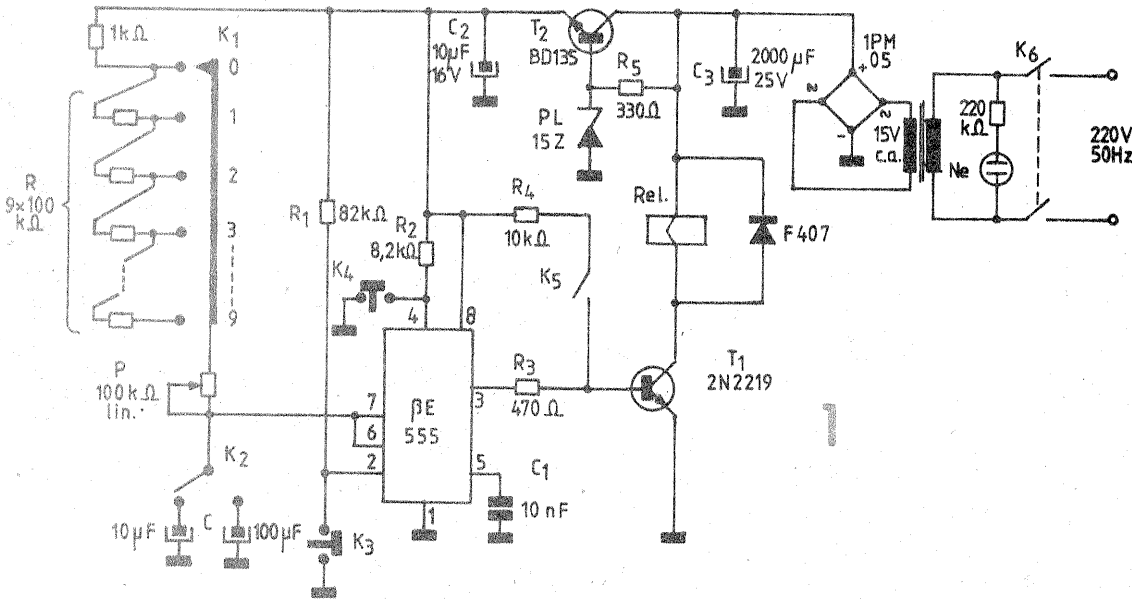 1kΩ
K1
0
1
2
3
9
R
9×100
kΩ
P
100kΩ
lin.
K2
10µF
C
100µF
R1
82kΩ
K3
K4
R2
8,2kΩ
C2
10µF
16V
T2
BD135
R5
330Ω
PL
15Z
C3
2000µF
25V
1PM
05
+
~
~
-
15V
c.a.
220
kΩ
Ne
K6
220V
50Hz
R4
10kΩ
K5
Rel.
F407
4
8
7
6
2
βE
555
3
5
1
R3
470Ω
C1
10nF
T1
2N2219
1